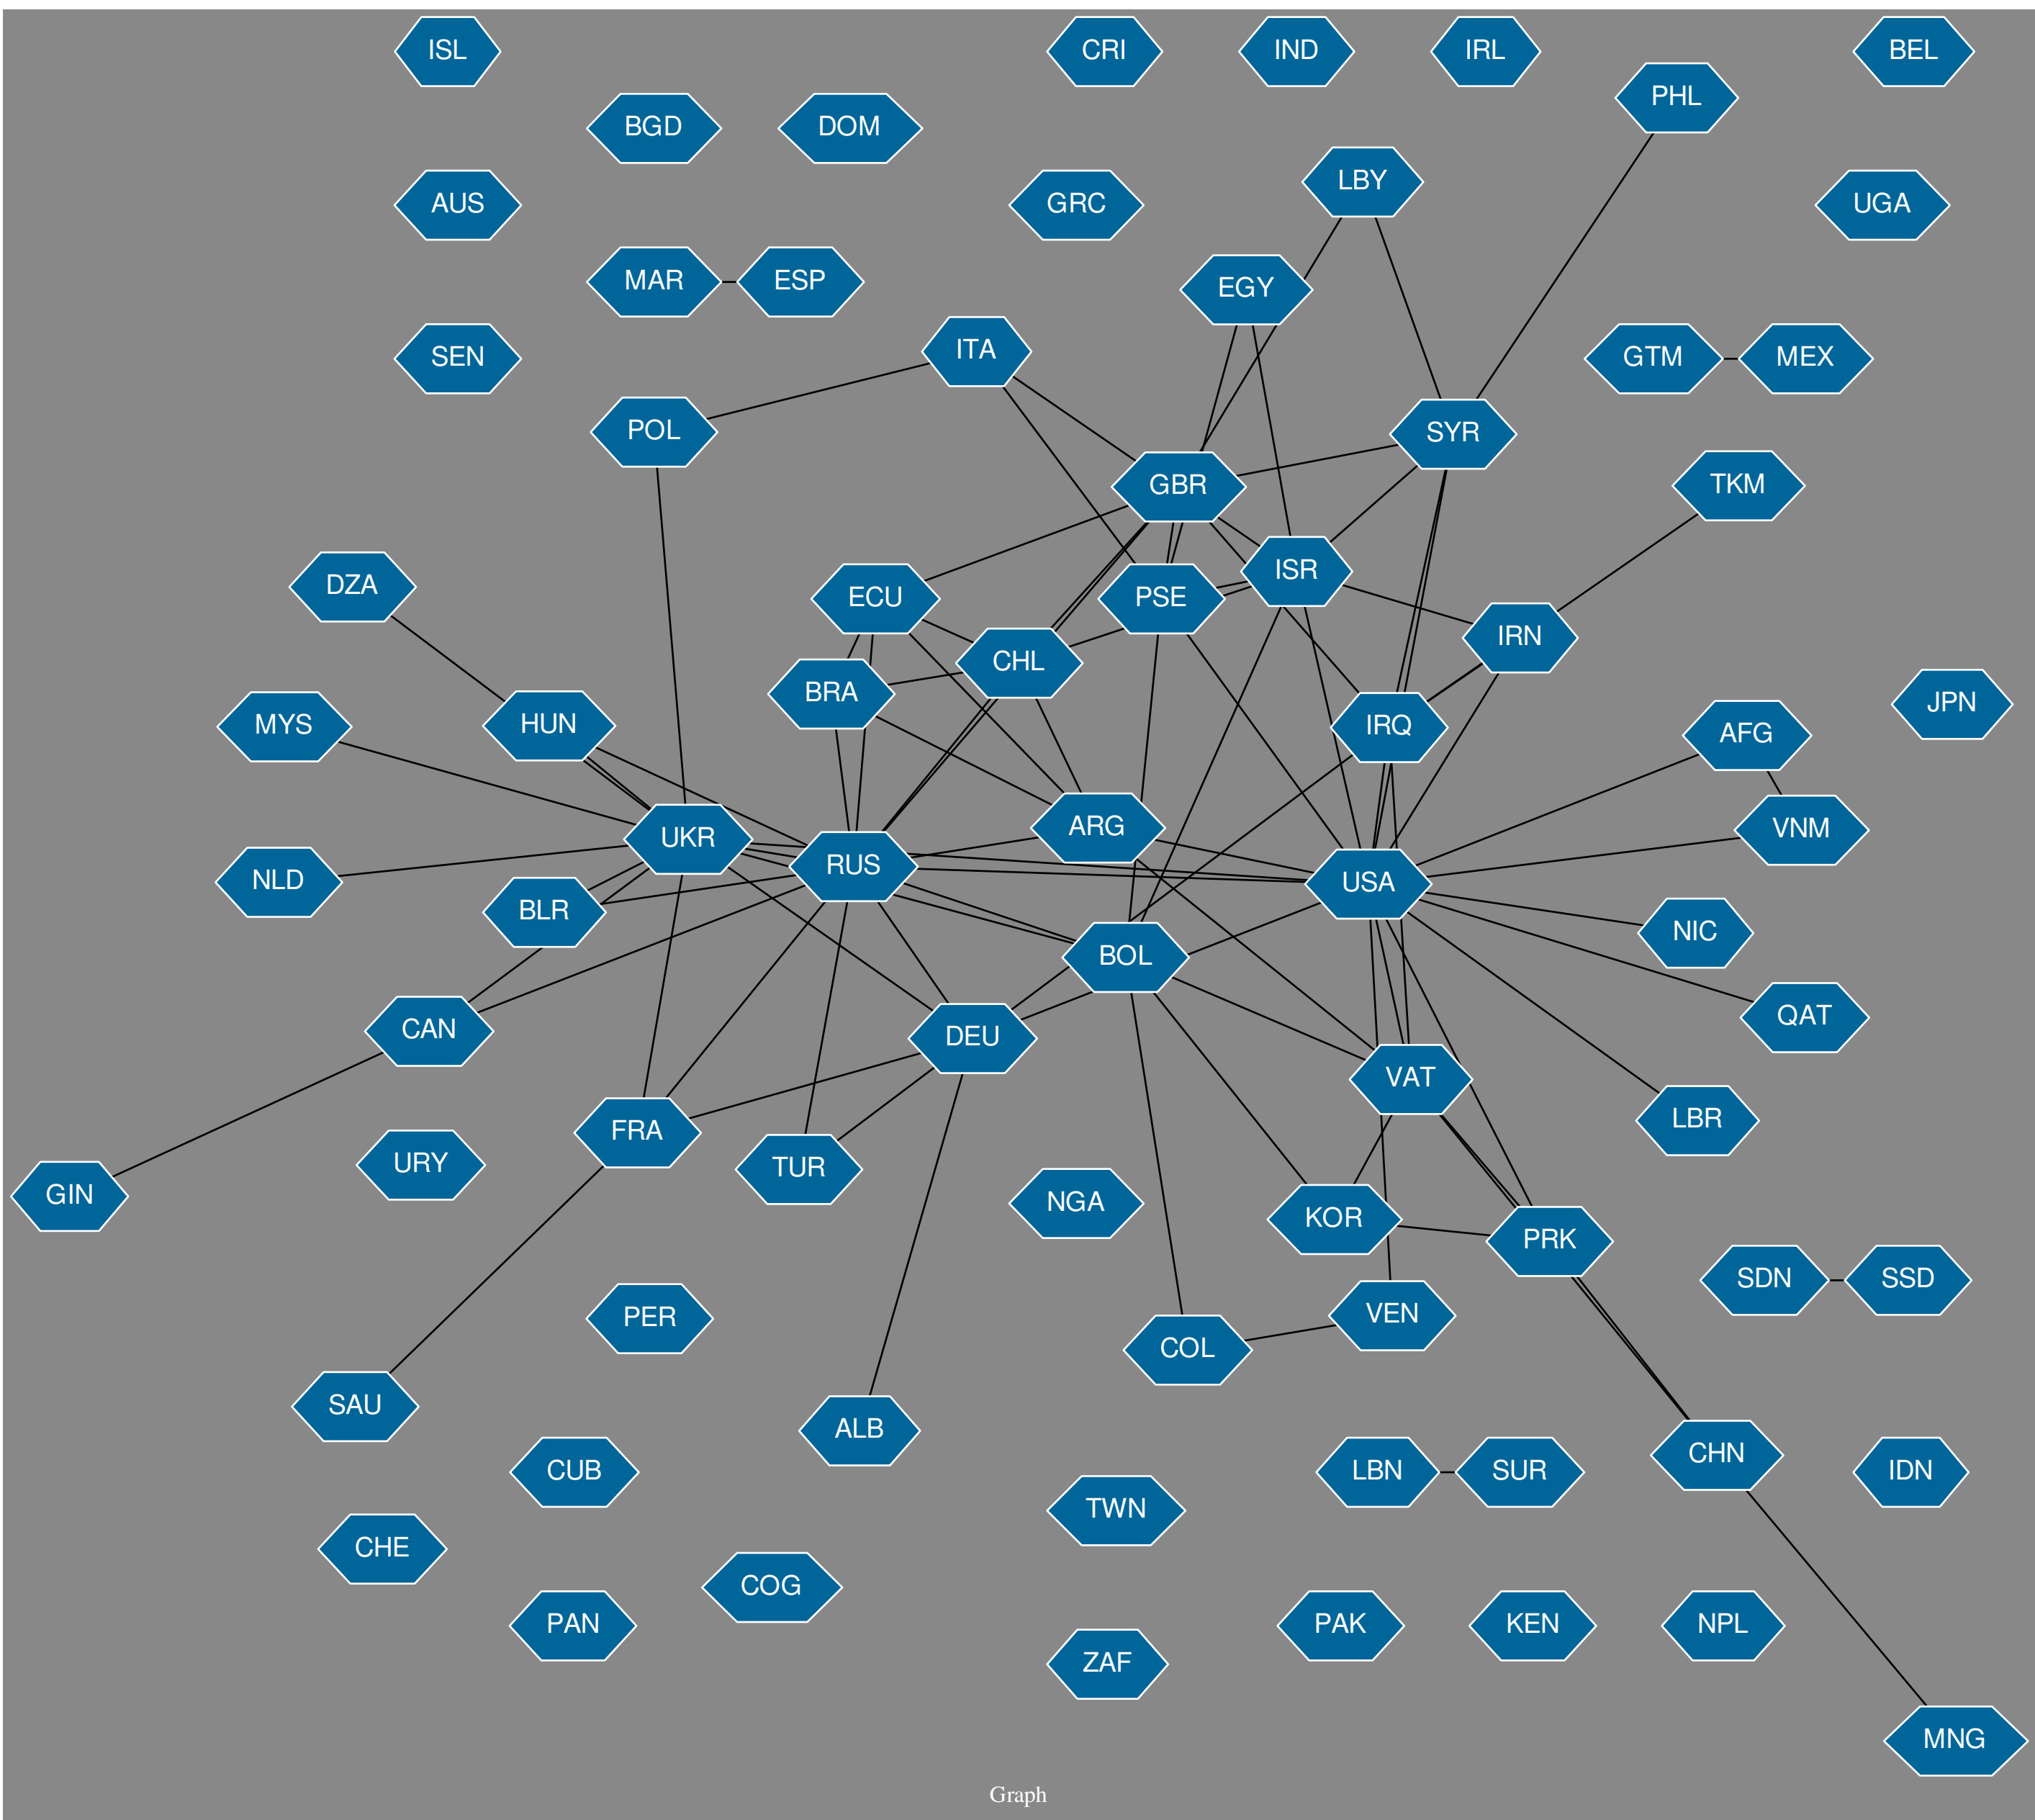 ISL
CRI
IND
IRL
BEL
PHL
BGD
DOM
LBY
AUS
GRC
UGA
MAR
ESP
EGY
SEN
ITA
GTM
MEX
POL
SYR
GBR
TKM
DZA
ECU
PSE
ISR
IRN
CHL
BRA
JPN
MYS
HUN
IRQ
AFG
UKR
ARG
VNM
RUS
NLD
USA
BLR
NIC
BOL
QAT
CAN
DEU
VAT
LBR
FRA
URY
TUR
GIN
NGA
KOR
PRK
SDN
SSD
PER
VEN
COL
SAU
ALB
CHN
CUB
LBN
SUR
IDN
TWN
CHE
COG
PAN
PAK
KEN
NPL
ZAF
MNG
Graph